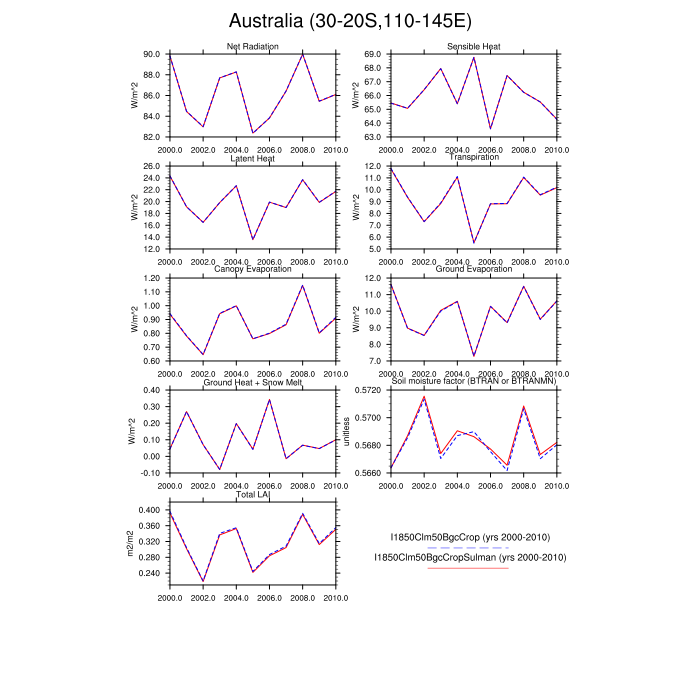 Australia (30-20S,110-145E)
Net Radiation
Sensible Heat
90.0
88.0
86.0
84.0
82.0
W/m^2
2000.0 2002.0 2004.0 2006.0 2008.0 2010.0
69.0
68.0
67.0
66.0
65.0
64.0
63.0
W/m^2
2000.0 2002.0 2004.0 2006.0 2008.0 2010.0
Latent Heat
Transpiration
26.0
24.0
22.0
20.0
18.0
16.0
14.0
12.0
W/m^2
2000.0 2002.0 2004.0 2006.0 2008.0 2010.0
12.0
11.0
10.0
9.0
8.0
7.0
6.0
5.0
W/m^2
2000.0 2002.0 2004.0 2006.0 2008.0 2010.0
Canopy Evaporation
Ground Evaporation
1.20
1.10
1.00
0.90
0.80
0.70
0.60
W/m^2
2000.0 2002.0 2004.0 2006.0 2008.0 2010.0
12.0
11.0
10.0
9.0
8.0
7.0
W/m^2
2000.0 2002.0 2004.0 2006.0 2008.0 2010.0
Ground Heat + Snow Melt
Soil moisture factor (BTRAN or BTRANMN)
0.40
0.30
0.20
0.10
0.00
-0.10
W/m^2
2000.0 2002.0 2004.0 2006.0 2008.0 2010.0
0.5720
0.5700
0.5680
0.5660
unitless
2000.0 2002.0 2004.0 2006.0 2008.0 2010.0
Total LAI
0.400
0.360
0.320
0.280
0.240
m2/m2
2000.0 2002.0 2004.0 2006.0 2008.0 2010.0
I1850Clm50BgcCrop (yrs 2000-2010)
I1850Clm50BgcCropSulman (yrs 2000-2010)